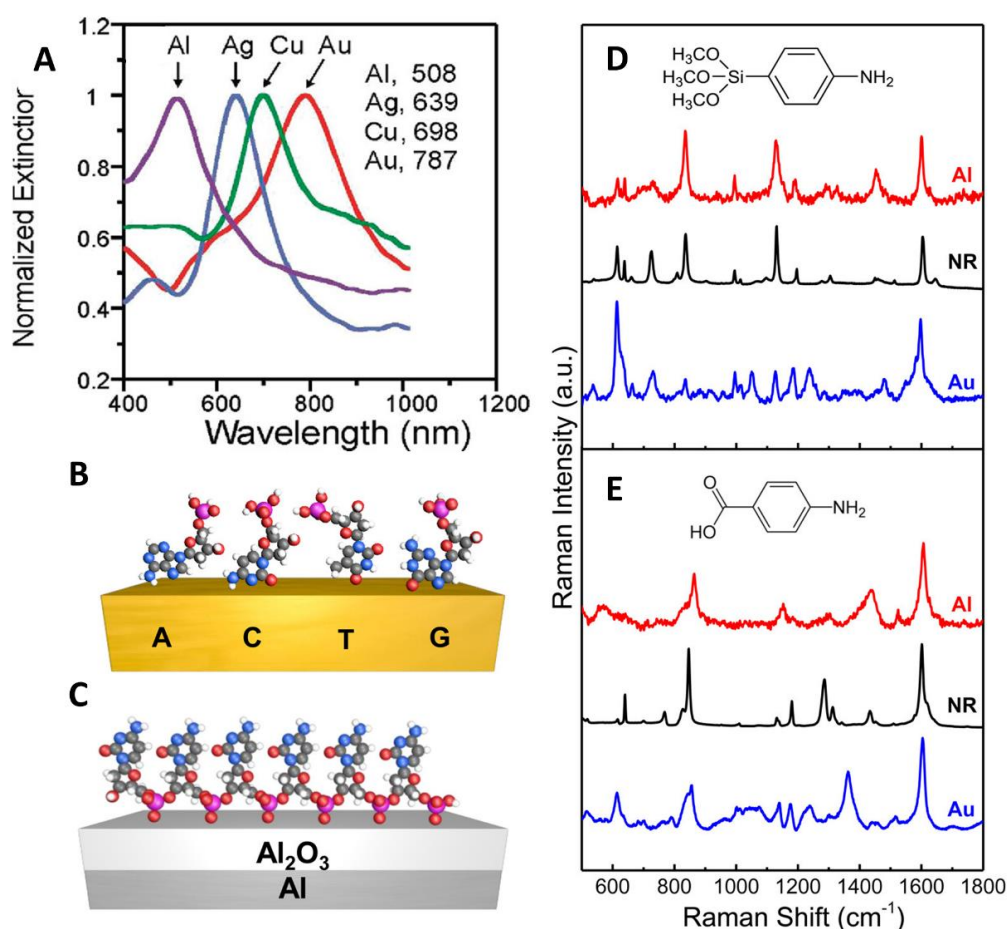 A
Normalized Extinction
1.2
1
0.8
0.6
0.4
0.2
Al
Ag
Cu
Au
Al, 508
Ag, 639
Cu, 698
Au, 787
400
600
800
1000
1200
Wavelength (nm)
B
A
C
T
G
C
Al₂O₃
Al
Raman Intensity (a.u.)
D
H₃CO
OCH₃
H₃CO
Si
NH₂
Al
NR
Au
E
O
OH
NH₂
Al
NR
Au
600
800
1000
1200
1400
1600
1800
Raman Shift (cm⁻¹)